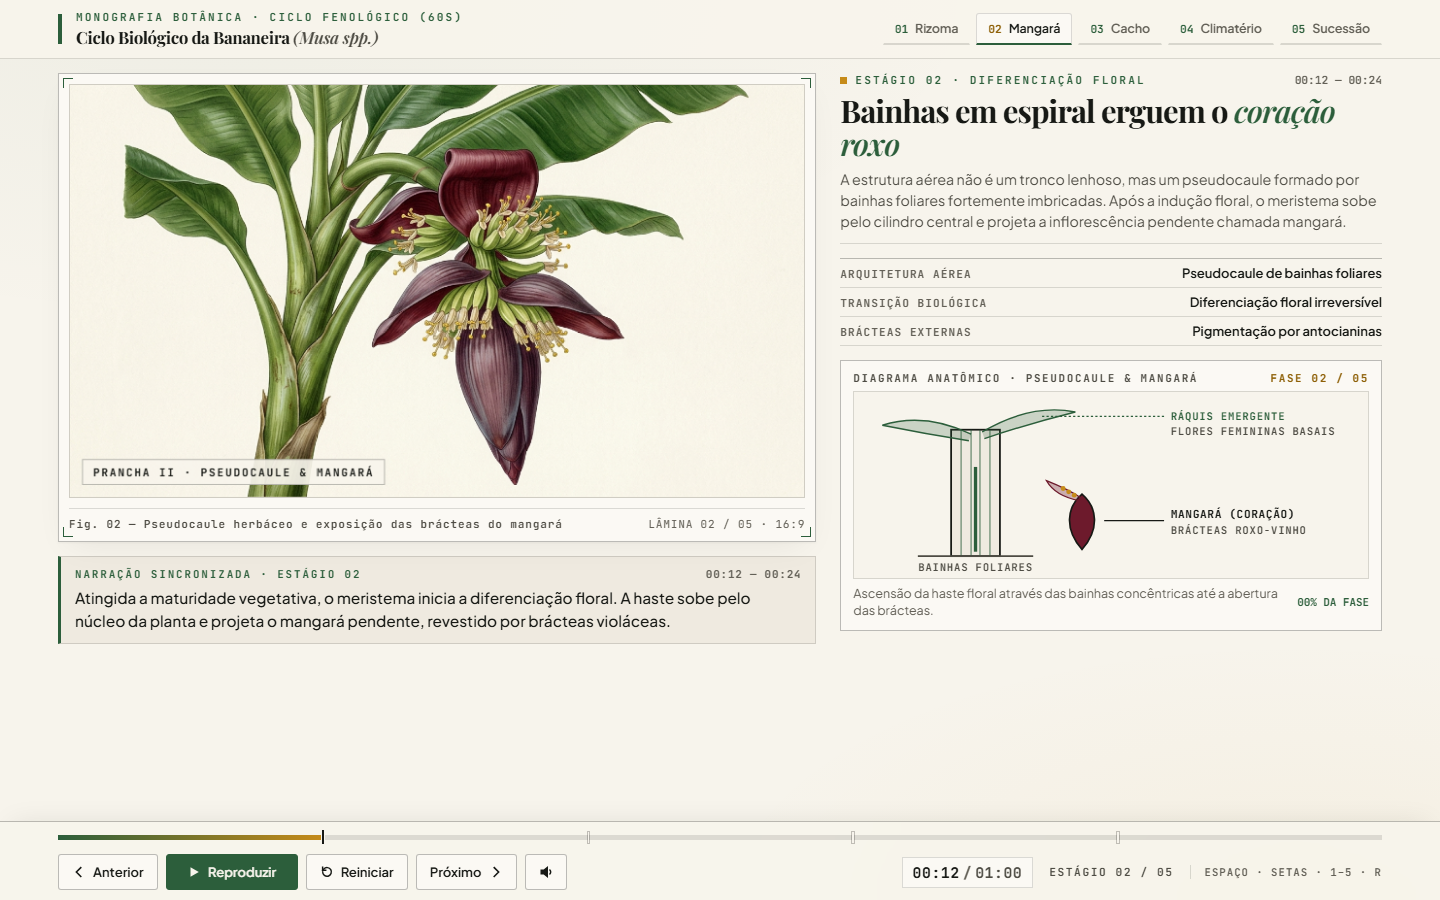 MONOGRAFIA BOTÂNICA · CICLO FENOLÓGICO (60S)
Ciclo Biológico da Bananeira (Musa spp.)
01 Rizoma
02 Mangará
03 Cacho
04 Climatério
05 Sucessão
PRANCHA II · PSEUDOCAULE & MANGARÁ
Fig. 02 — Pseudocaule herbáceo e exposição das brácteas do mangará
LÂMINA 02 / 05 · 16:9
NARRAÇÃO SINCRONIZADA · ESTÁGIO 02
00:12 — 00:24
Atingida a maturidade vegetativa, o meristema inicia a diferenciação floral. A haste sobe pelo
núcleo da planta e projeta o mangará pendente, revestido por brácteas violáceas.
ESTÁGIO 02 · DIFERENCIAÇÃO FLORAL
00:12 — 00:24
Bainhas em espiral erguem o coração
roxo
A estrutura aérea não é um tronco lenhoso, mas um pseudocaule formado por
bainhas foliares fortemente imbricadas. Após a indução floral, o meristema sobe
pelo cilindro central e projeta a inflorescência pendente chamada mangará.
ARQUITETURA AÉREA
Pseudocaule de bainhas foliares
TRANSIÇÃO BIOLÓGICA
Diferenciação floral irreversível
BRÁCTEAS EXTERNAS
Pigmentação por antocianinas
DIAGRAMA ANATÔMICO · PSEUDOCAULE & MANGARÁ
FASE 02 / 05
RÁQUIS EMERGENTE
FLORES FEMININAS BASAIS
MANGARÁ (CORAÇÃO)
BRÁCTEAS ROXO-VINHO
BAINHAS FOLIARES
Ascensão da haste floral através das bainhas concêntricas até a abertura
das brácteas.
00% DA FASE
Anterior
Reproduzir
Reiniciar
Próximo
00:12 / 01:00
ESTÁGIO 02 / 05
ESPAÇO · SETAS · 1–5 · R